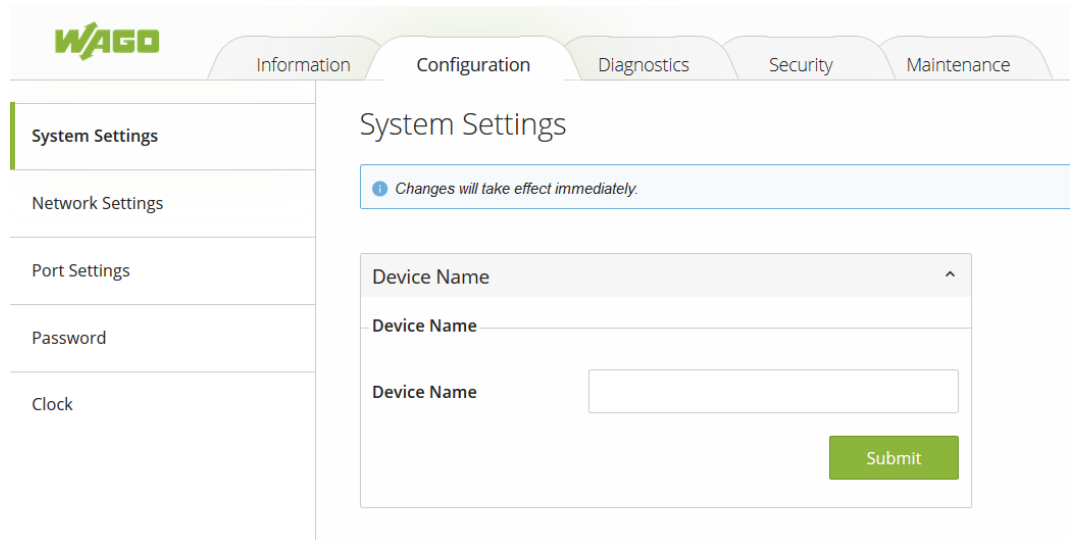 WAGO
Information Configuration Diagnostics Security Maintenance
System Settings
Network Settings
Port Settings
Password
Clock
System Settings
Changes will take effect immediately.
Device Name
Device Name
Device Name
Submit